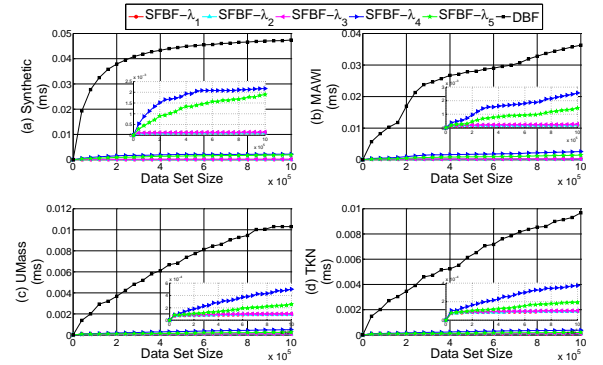 SFBF−λ1 SFBF−λ2 SFBF−λ3 SFBF−λ4 SFBF−λ5 DBF
(a) Synthetic
(ms)
0.05
0.04
0.03
0.02
0.01
0
0 2 4 6 8 10
x 10^5
Data Set Size
(b) MAWI
(ms)
0.04
0.03
0.02
0.01
0
0 2 4 6 8 10
x 10^5
Data Set Size
(c) UMass
(ms)
0.012
0.01
0.008
0.006
0.004
0.002
0
0 2 4 6 8 10
x 10^5
Data Set Size
(d) TKN
(ms)
0.01
0.008
0.006
0.004
0.002
0
0 2 4 6 8 10
x 10^5
Data Set Size